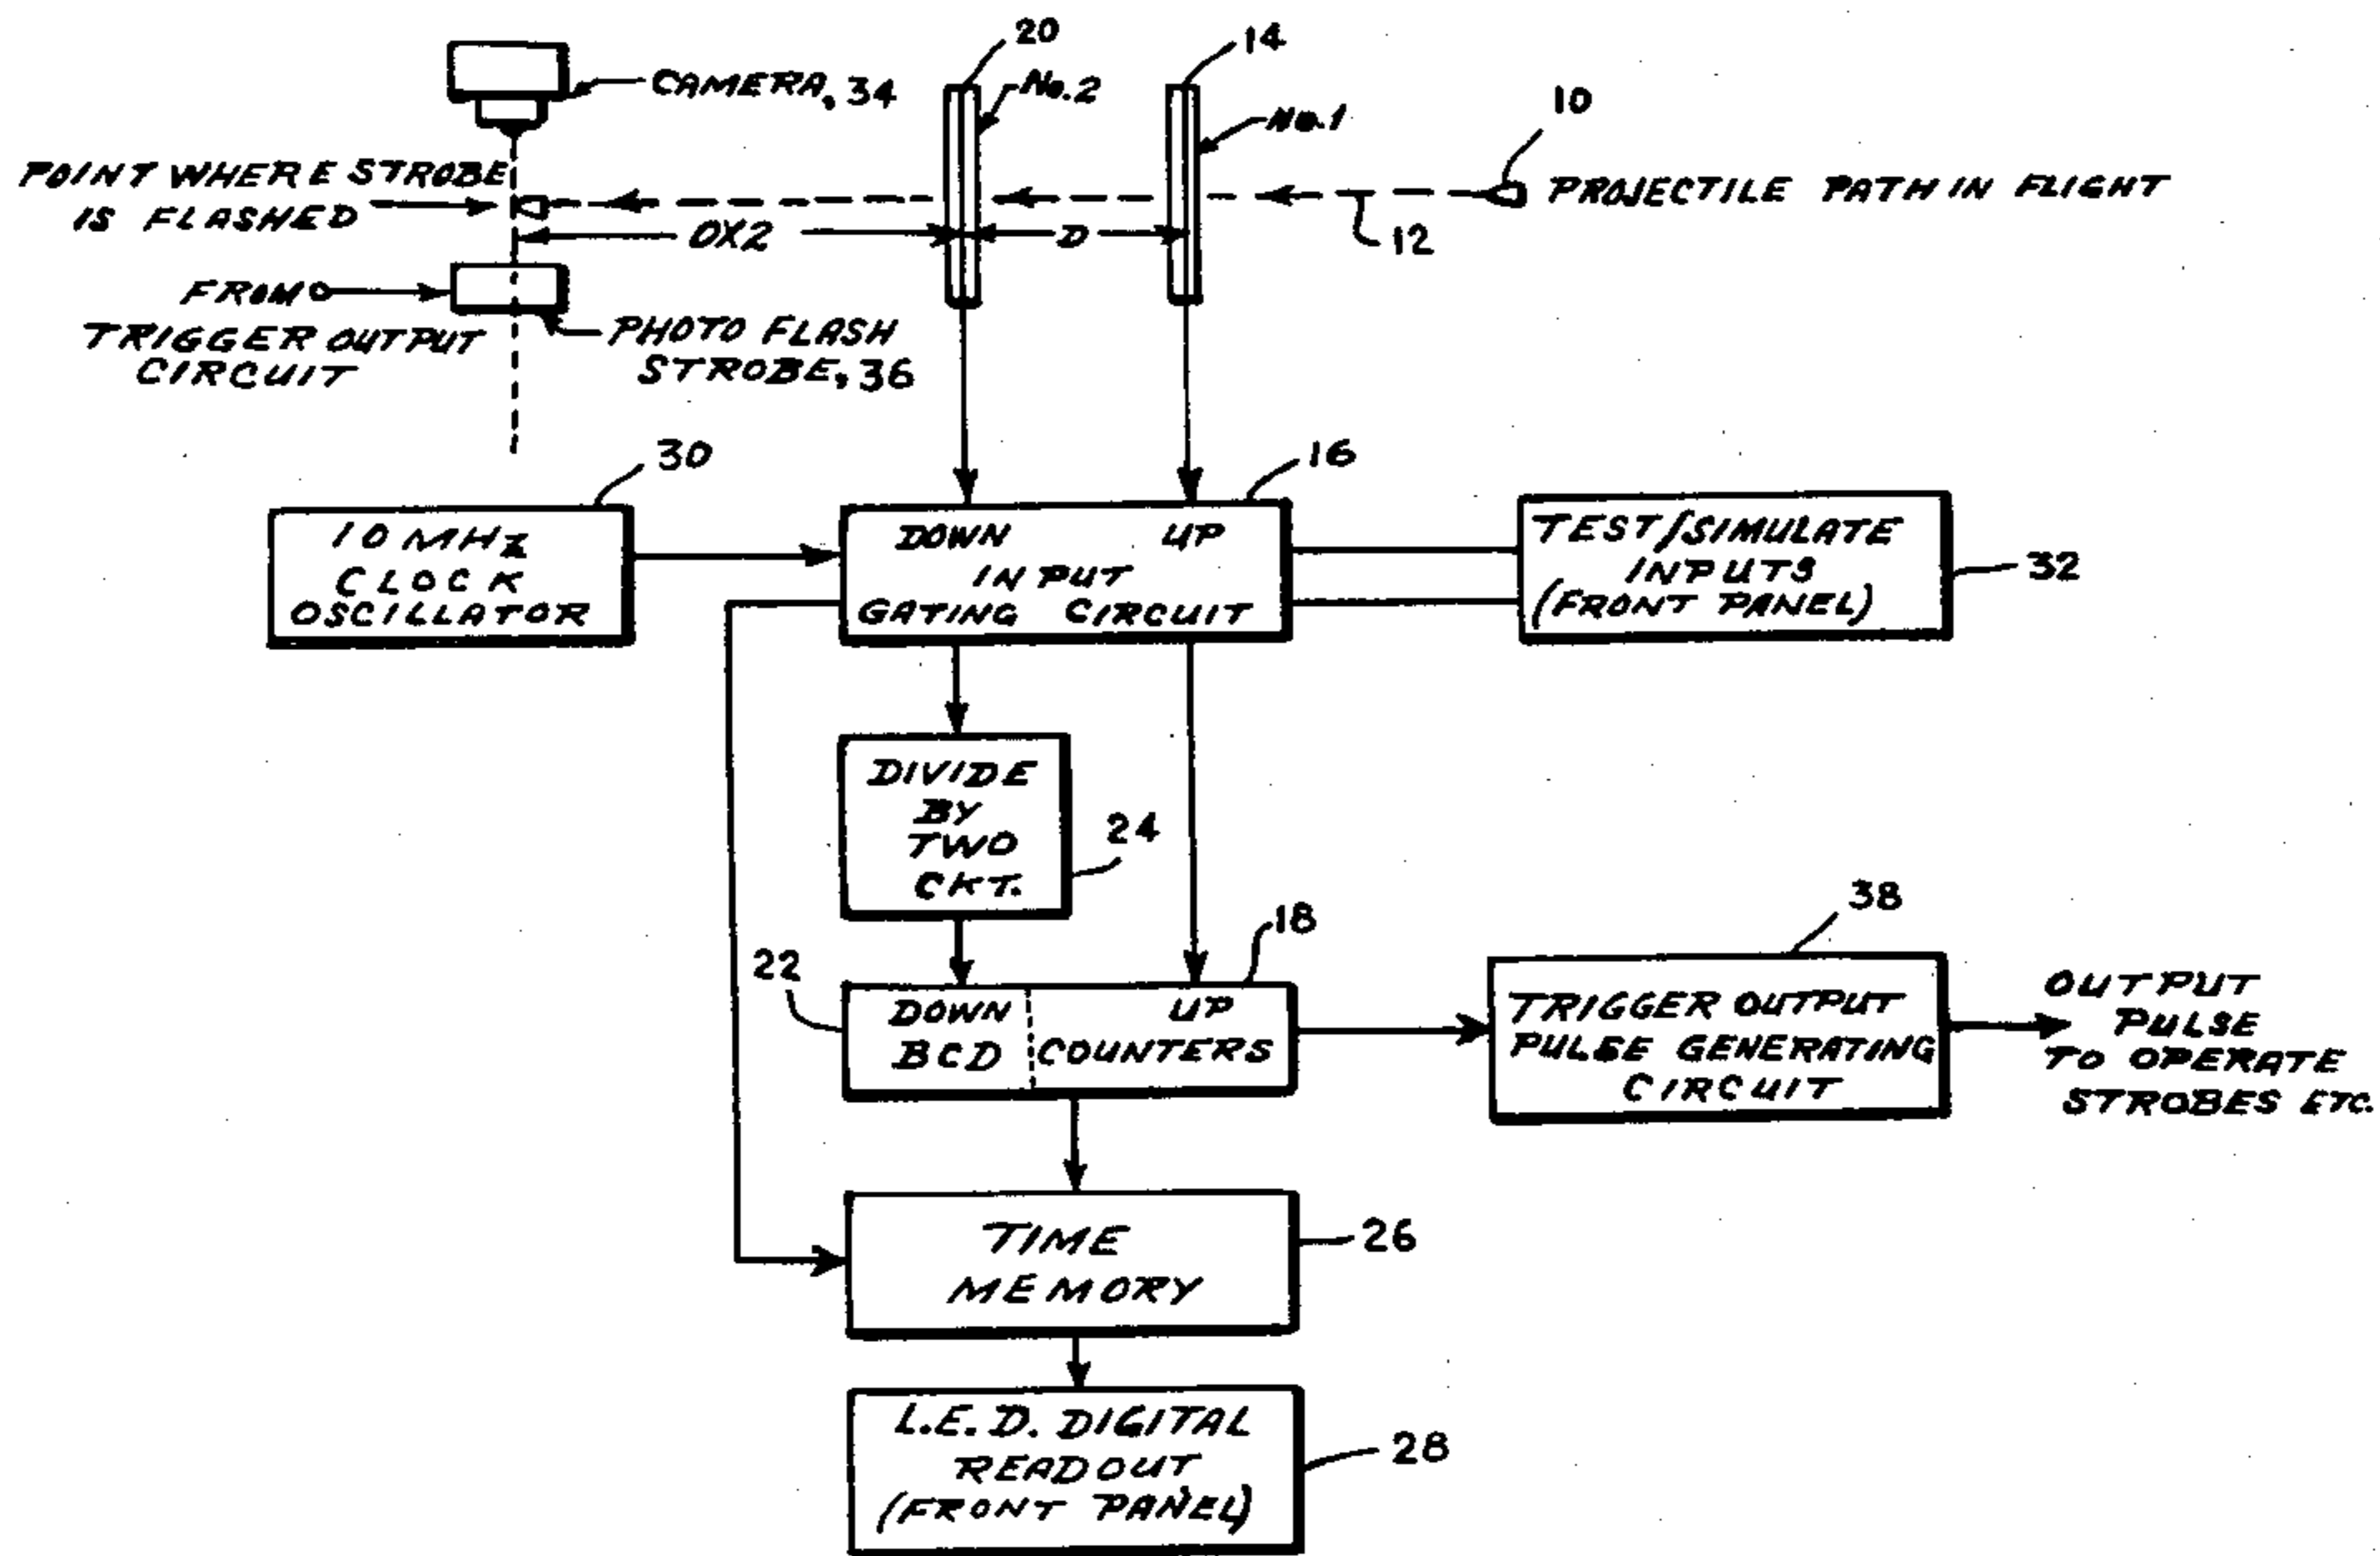 20
14
CAMERA, 34
No.2
No.1
10
POINT WHERE STROBE
IS FLASHED
PROJECTILE PATH IN FLIGHT
DX2
D
12
FROM
TRIGGER OUTPUT
CIRCUIT
PHOTO FLASH
STROBE, 36
30
16
10 MHz
CLOCK
OSCILLATOR
DOWN UP
INPUT
GATING CIRCUIT
TEST/SIMULATE
INPUTS
(FRONT PANEL)
32
DIVIDE
BY
TWO
CKT.
24
22
18
38
DOWN UP
BCD COUNTERS
TRIGGER OUTPUT
PULSE GENERATING
CIRCUIT
OUTPUT
PULSE
TO OPERATE
STROBES ETC.
TIME
MEMORY
26
L.E.D. DIGITAL
READOUT
(FRONT PANEL)
28